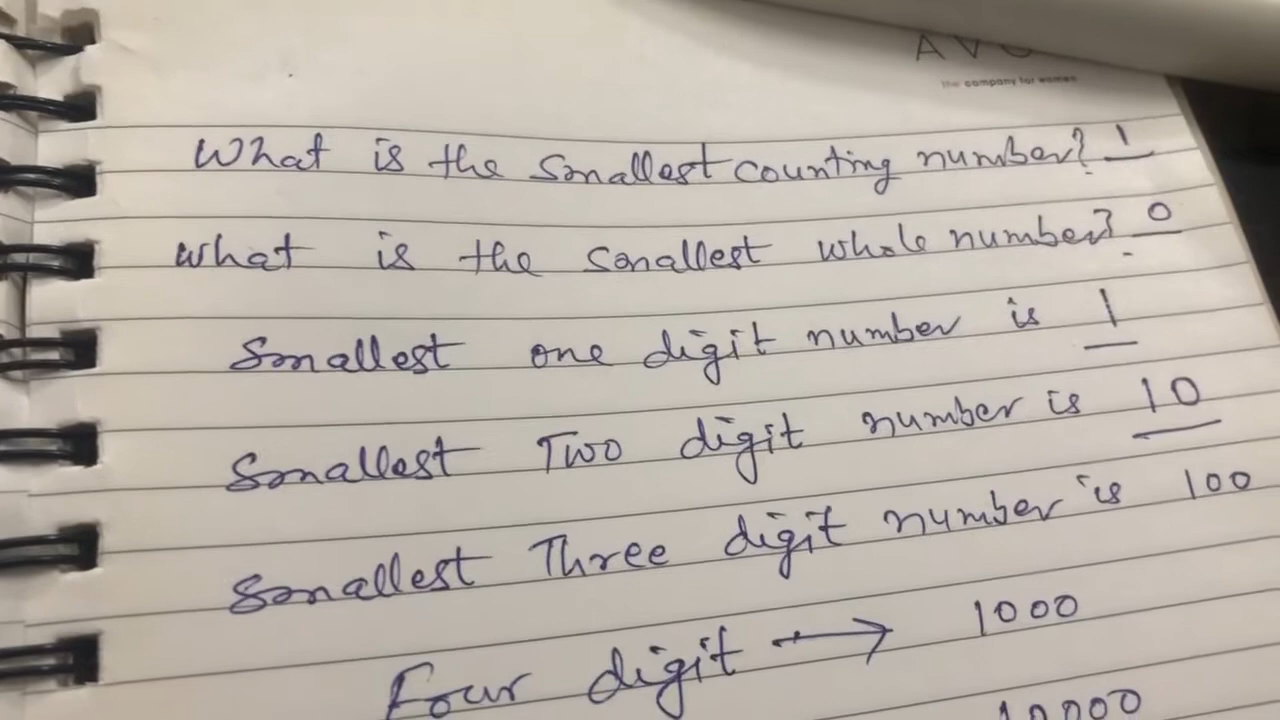 AVO
the company for women
What is the smallest counting number? 1
what is the smallest whole number? 0
Smallest one digit number is 1
Smallest Two digit number is 10
Smallest Three digit number is 100
Four digit → 1000
10000